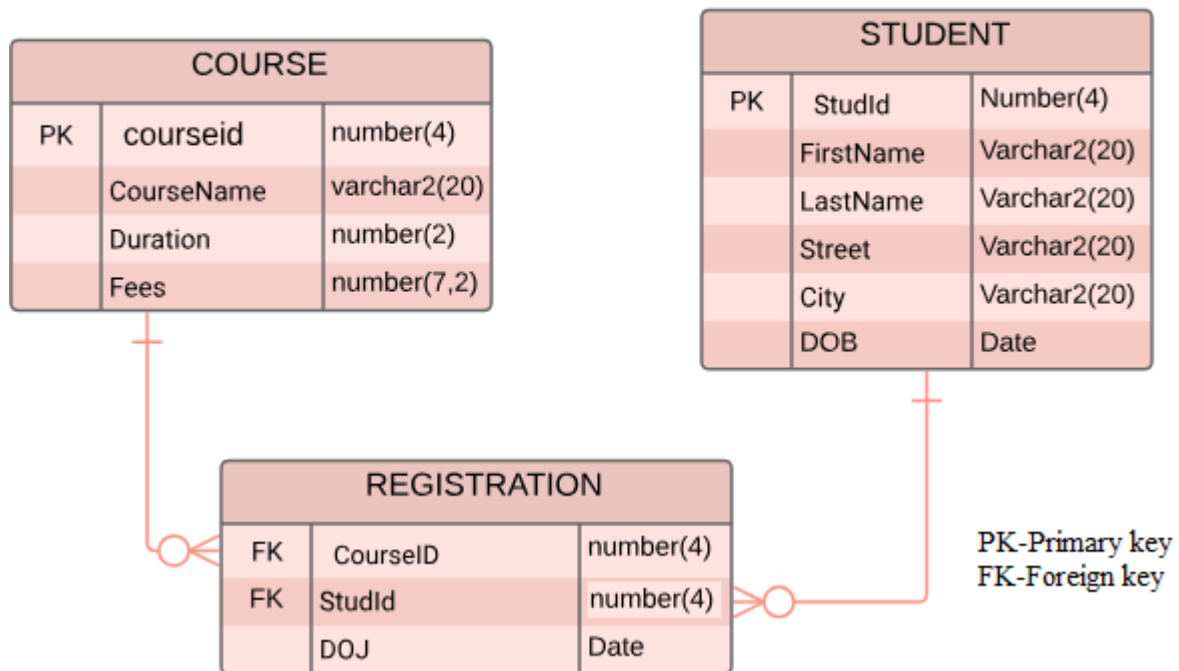 COURSE
PK courseid number(4)
CourseName varchar2(20)
Duration number(2)
Fees number(7,2)
STUDENT
PK StudId Number(4)
FirstName Varchar2(20)
LastName Varchar2(20)
Street Varchar2(20)
City Varchar2(20)
DOB Date
REGISTRATION
FK CourseID number(4)
FK StudId number(4)
DOJ Date
PK-Primary key
FK-Foreign key